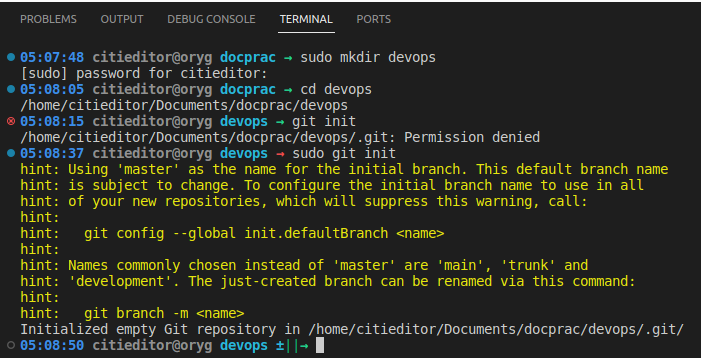 PROBLEMS OUTPUT DEBUG CONSOLE TERMINAL PORTS
05:07:48 citieditor@oryg docprac → sudo mkdir devops
[sudo] password for citieditor:
05:08:05 citieditor@oryg docprac → cd devops
/home/citieditor/Documents/docprac/devops
05:08:15 citieditor@oryg devops → git init
/home/citieditor/Documents/docprac/devops/.git: Permission denied
05:08:37 citieditor@oryg devops → sudo git init
hint: Using 'master' as the name for the initial branch. This default branch name
hint: is subject to change. To configure the initial branch name to use in all
hint: of your new repositories, which will suppress this warning, call:
hint:
hint:   git config --global init.defaultBranch <name>
hint:
hint: Names commonly chosen instead of 'master' are 'main', 'trunk' and
hint: 'development'. The just-created branch can be renamed via this command:
hint:
hint:   git branch -m <name>
Initialized empty Git repository in /home/citieditor/Documents/docprac/devops/.git/
05:08:50 citieditor@oryg devops ±||→